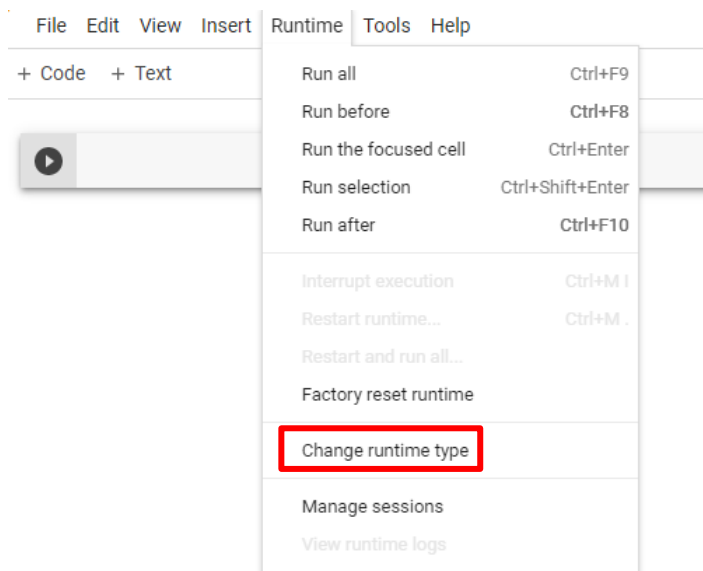 File Edit View Insert Runtime Tools Help
+ Code + Text
Run all Ctrl+F9
Run before Ctrl+F8
Run the focused cell Ctrl+Enter
Run selection Ctrl+Shift+Enter
Run after Ctrl+F10
Interrupt execution Ctrl+M I
Restart runtime... Ctrl+M .
Restart and run all...
Factory reset runtime
Change runtime type
Manage sessions
View runtime logs